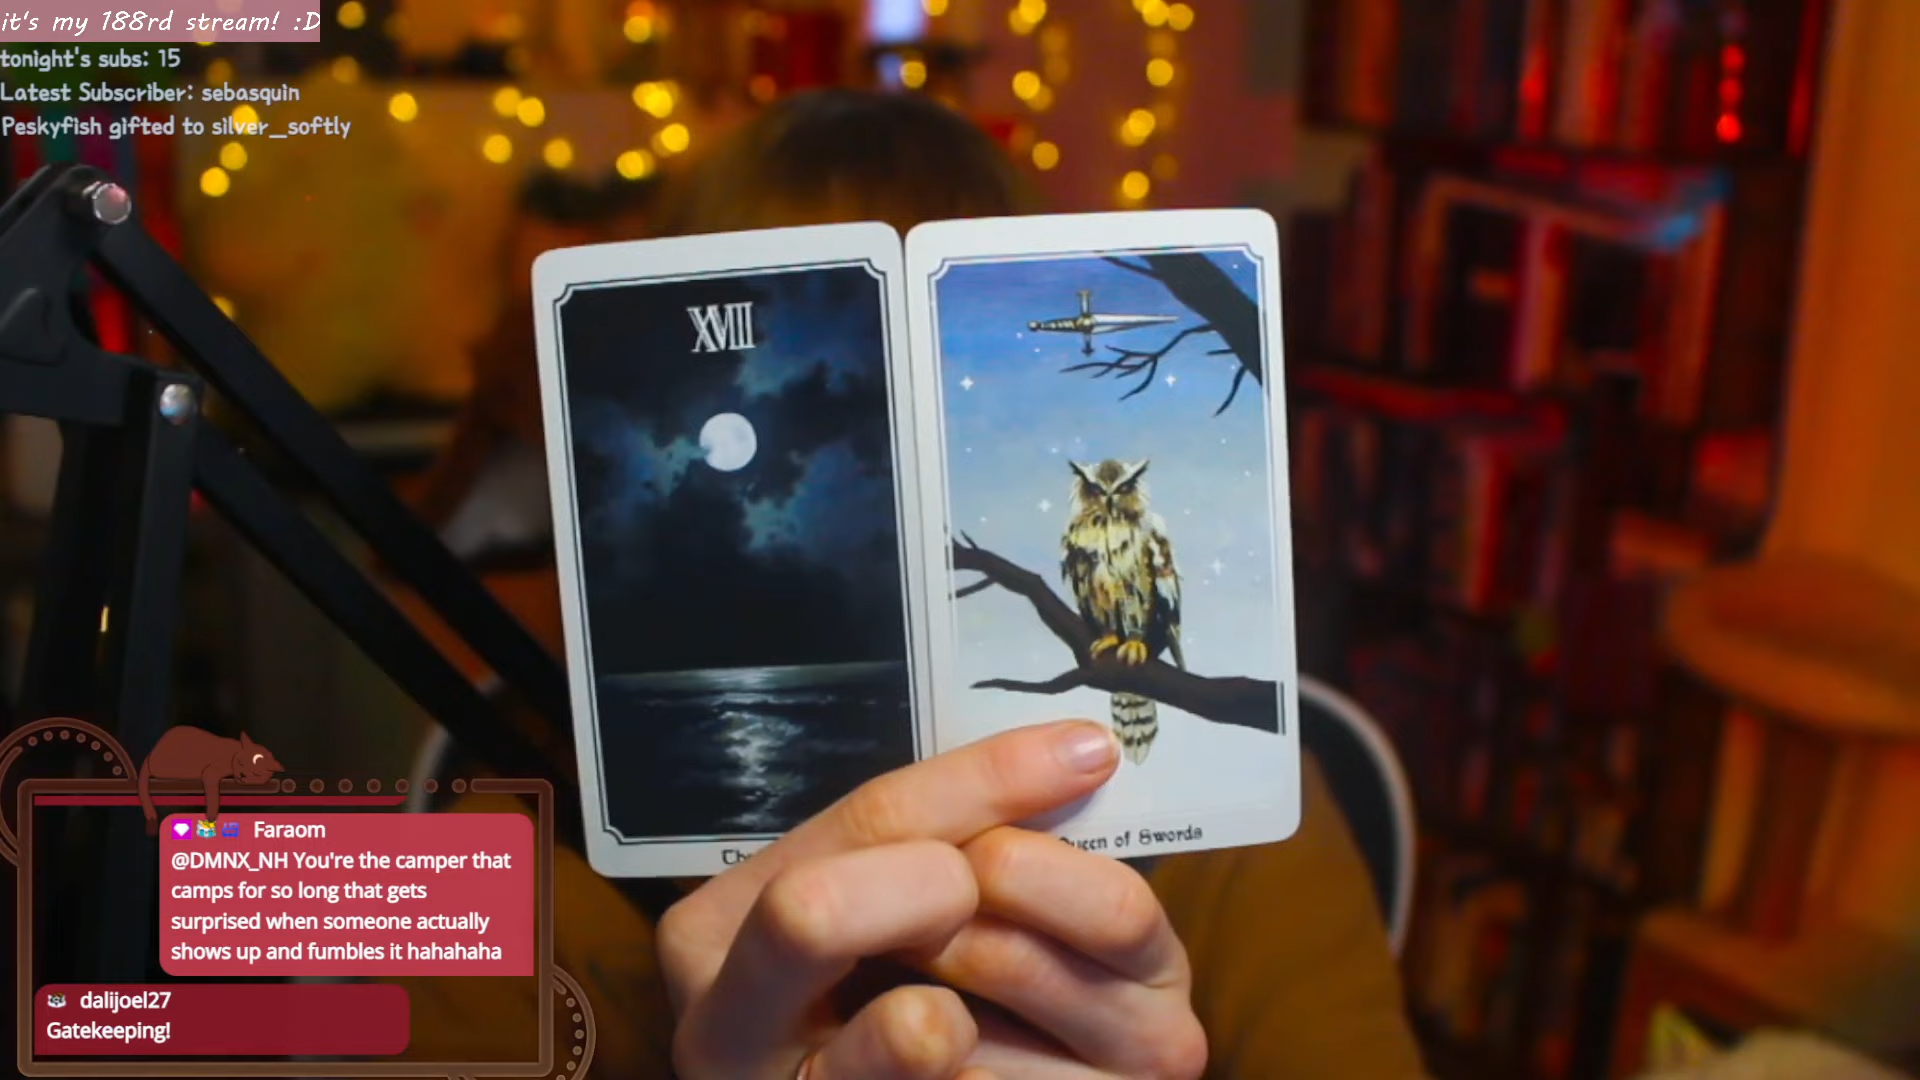 it's my 188rd stream! :D
tonight's subs: 15
Latest Subscriber: sebasquin
Peskyfish gifted to silver_softly
XVIII
Queen of Swords
Faraom
@DMNX_NH You're the camper that
camps for so long that gets
surprised when someone actually
shows up and fumbles it hahahaha
dalijoel27
Gatekeeping!